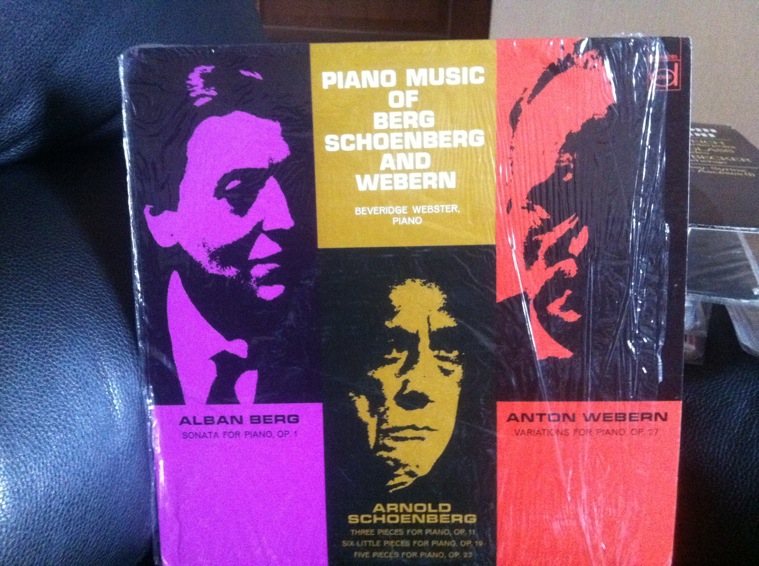 PIANO MUSIC
OF
BERG
SCHOENBERG
AND
WEBERN
BEVERIDGE WEBSTER,
PIANO
ALBAN BERG
SONATA FOR PIANO, OP. 1
ANTON WEBERN
VARIATIONS FOR PIANO, OP. 27
ARNOLD
SCHOENBERG
THREE PIECES FOR PIANO, OP. 11
SIX LITTLE PIECES FOR PIANO, OP. 19
FIVE PIECES FOR PIANO, OP. 23
BECKER